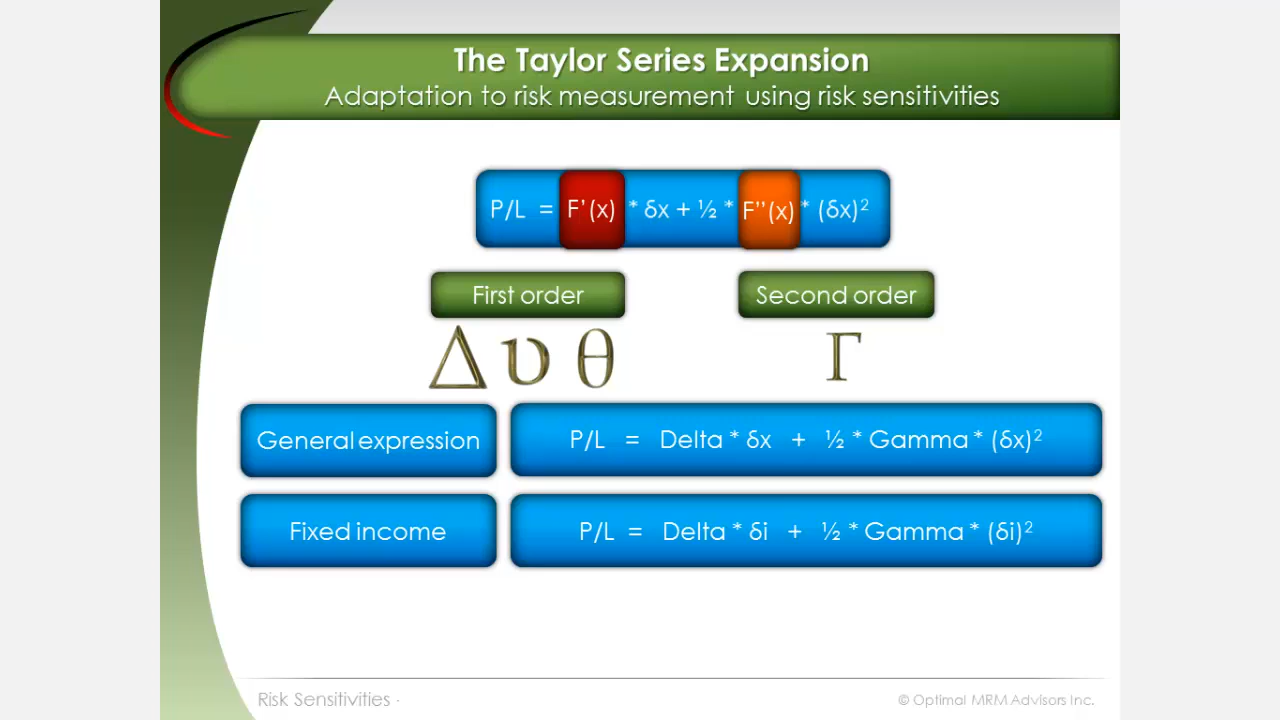 The Taylor Series Expansion
Adaptation to risk measurement using risk sensitivities
P/L = F’(x) * δx + ½ * F’’(x) * (δx)²
First order
Second order
Δ υ θ
Γ
General expression
P/L = Delta * δx + ½ * Gamma * (δx)²
Fixed income
P/L = Delta * δi + ½ * Gamma * (δi)²
Risk Sensitivities ·
© Optimal MRM Advisors Inc.